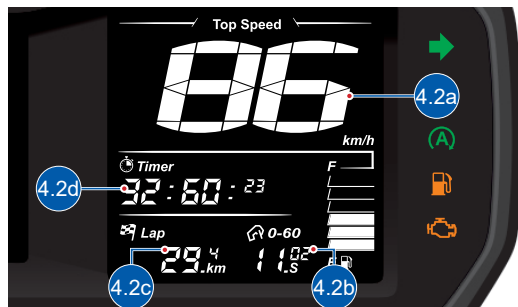 Top Speed
86
4.2a
km/h
A
Timer
F
4.2d
92:60:23
Lap
0-60
29.4 km
11.02 S
E
4.2c
4.2b